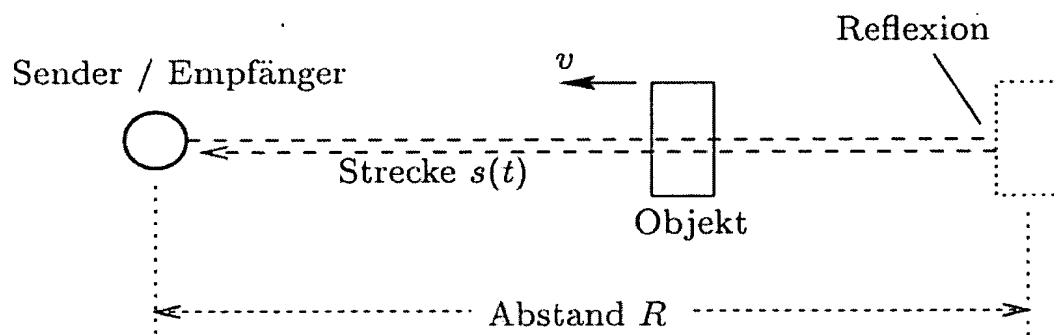 Reflexion
Sender / Empfänger
v
Strecke s(t)
Objekt
Abstand R